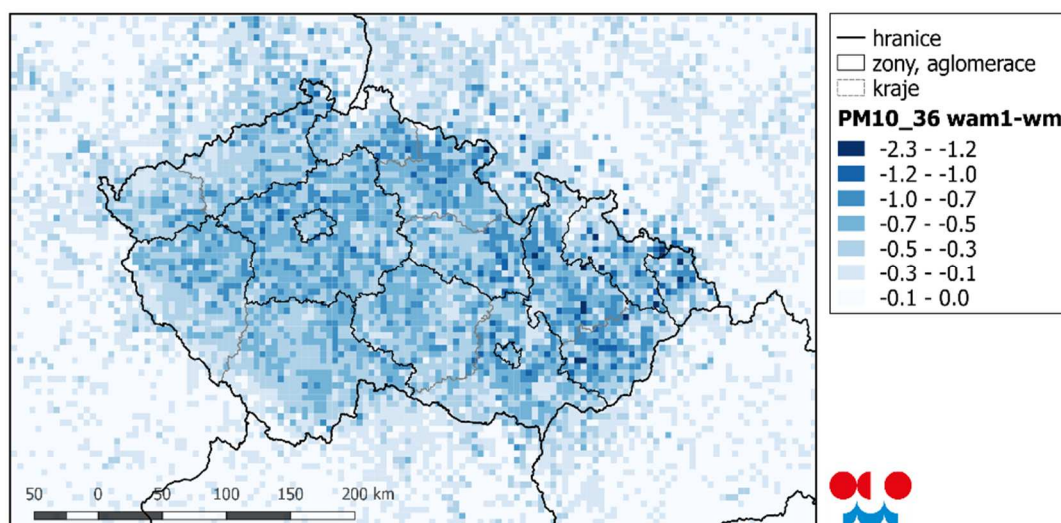 hranice
zony, aglomerace
kraje
PM10_36 wam1-wm
-2.3 - -1.2
-1.2 - -1.0
-1.0 - -0.7
-0.7 - -0.5
-0.5 - -0.3
-0.3 - -0.1
-0.1 - 0.0
50 0 50 100 150 200 km